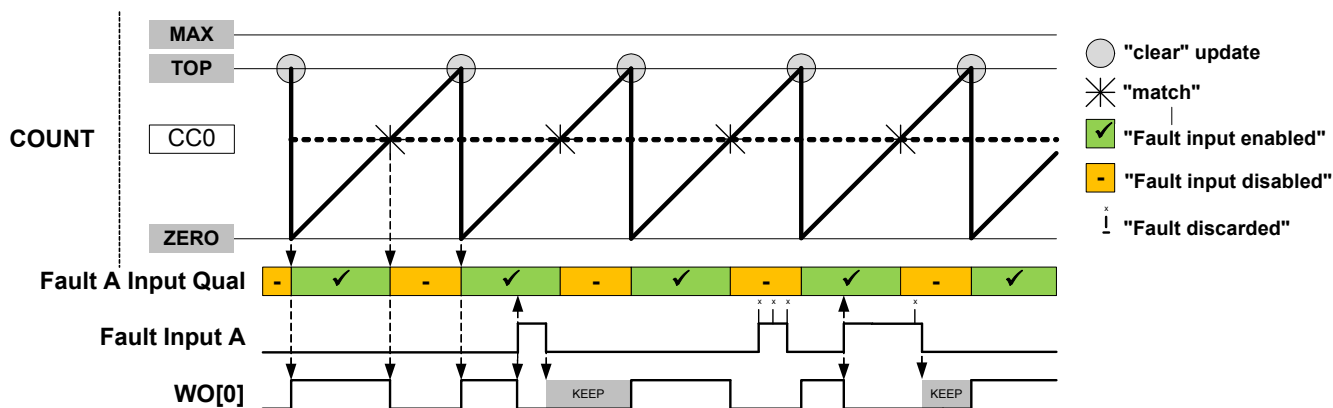 MAX
TOP
COUNT
CC0
ZERO
"clear" update
"match"
"Fault input enabled"
- "Fault input disabled"
x
"Fault discarded"
Fault A Input Qual
- ✓ - ✓ - ✓ - ✓ - ✓
x x x x
Fault Input A
WO[0]
KEEP KEEP